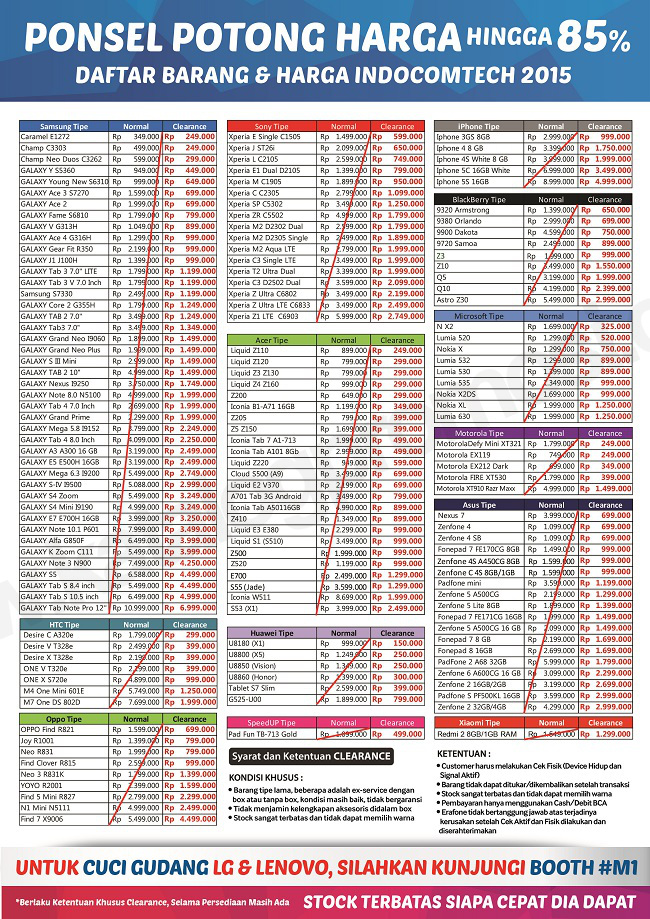 PONSEL POTONG HARGA HINGGA 85%
DAFTAR BARANG & HARGA INDOCOMTECH 2015
Samsung Tipe Normal Clearance
Caramel E1272 Rp 349.000 Rp 249.000
Champ C3303 Rp 499.000 Rp 249.000
Champ Neo Duos C3262 Rp 599.000 Rp 299.000
GALAXY Y S5360 Rp 949.000 Rp 449.000
GALAXY Young New S6310 Rp 999.000 Rp 649.000
GALAXY Ace 3 S7270 Rp 1.599.000 Rp 699.000
GALAXY Ace 2 Rp 1.999.000 Rp 699.000
GALAXY Fame S6810 Rp 1.799.000 Rp 799.000
GALAXY V G313H Rp 1.049.000 Rp 899.000
GALAXY Ace 4 G316H Rp 1.299.000 Rp 999.000
GALAXY Gear Fit R350 Rp 2.199.000 Rp 999.000
GALAXY J1 J100H Rp 1.399.000 Rp 999.000
GALAXY Tab 3 7.0" LTE Rp 1.799.000 Rp 1.199.000
GALAXY Tab 3 V 7.0 Inch Rp 1.799.000 Rp 1.199.000
Samsung S7330 Rp 2.499.000 Rp 1.199.000
GALAXY Core 2 G355H Rp 1.799.000 Rp 1.249.000
GALAXY TAB 2 7.0" Rp 3.499.000 Rp 1.249.000
GALAXY Tab3 7.0" Rp 2.499.000 Rp 1.349.000
GALAXY Grand Neo I9060 Rp 1.899.000 Rp 1.499.000
GALAXY Grand Neo Plus Rp 1.999.000 Rp 1.499.000
GALAXY S II Mini Rp 2.999.000 Rp 1.499.000
GALAXY TAB 2 10" Rp 4.999.000 Rp 1.499.000
GALAXY Nexus I9250 Rp 3.750.000 Rp 1.749.000
GALAXY Note 8.0 N5100 Rp 4.999.000 Rp 1.999.000
GALAXY Tab 4 7.0 Inch Rp 2.699.000 Rp 1.999.000
GALAXY Grand Prime Rp 2.299.000 Rp 1.999.000
GALAXY Mega 5.8 I9152 Rp 3.799.000 Rp 2.249.000
GALAXY Tab 4 8.0 Inch Rp 4.099.000 Rp 2.250.000
GALAXY A3 A300 16 GB Rp 3.199.000 Rp 2.499.000
GALAXY E5 E500H 16GB Rp 3.199.000 Rp 2.499.000
GALAXY Mega 6.3 I9200 Rp 5.499.000 Rp 2.749.000
GALAXY S-IV I9500 Rp 5.088.000 Rp 2.999.000
GALAXY S4 Zoom Rp 5.499.000 Rp 3.249.000
GALAXY S4 Mini I9190 Rp 4.999.000 Rp 3.249.000
GALAXY E7 E700H 16GB Rp 3.999.000 Rp 3.250.000
GALAXY Note 10.1 P601 Rp 7.999.000 Rp 3.499.000
GALAXY Alfa G850F Rp 6.499.000 Rp 3.999.000
GALAXY K Zoom C111 Rp 5.499.000 Rp 3.999.000
GALAXY Note 3 N900 Rp 7.499.000 Rp 4.250.000
GALAXY S5 Rp 6.588.000 Rp 4.499.000
GALAXY Tab S 8.4 inch Rp 5.499.000 Rp 4.499.000
GALAXY Tab S 10.5 inch Rp 6.499.000 Rp 4.999.000
GALAXY Tab Note Pro 12" Rp 10.999.000 Rp 6.999.000
HTC Tipe Normal Clearance
Desire C A320e Rp 1.799.000 Rp 299.000
Desire V T328e Rp 2.499.000 Rp 399.000
Desire X T328e Rp 2.199.000 Rp 399.000
ONE V T320e Rp 2.199.000 Rp 399.000
ONE X S720e Rp 4.899.000 Rp 999.000
M4 One Mini 601E Rp 5.749.000 Rp 1.250.000
M7 One DS 802D Rp 7.699.000 Rp 1.999.000
Oppo Tipe Normal Clearance
OPPO Find R821 Rp 1.599.000 Rp 699.000
Joy R1001 Rp 1.399.000 Rp 799.000
Neo R831 Rp 1.999.000 Rp 799.000
Find Clover R815 Rp 2.599.000 Rp 999.000
Neo 3 R831K Rp 1.799.000 Rp 1.399.000
YOYO R2001 Rp 2.399.000 Rp 1.599.000
Find 5 Mini R827 Rp 2.799.000 Rp 2.299.000
N1 Mini N5111 Rp 5.499.000 Rp 2.499.000
Find 7 X9006 Rp 5.499.000 Rp 4.499.000
Sony Tipe Normal Clearance
Xperia E Single C1505 Rp 1.499.000 Rp 599.000
Xperia J ST26i Rp 2.099.000 Rp 650.000
Xperia L C2105 Rp 2.599.000 Rp 749.000
Xperia E1 Dual D2105 Rp 1.799.000 Rp 799.000
Xperia M C1905 Rp 1.899.000 Rp 950.000
Xperia C C2305 Rp 2.799.000 Rp 1.099.000
Xperia SP C5302 Rp 3.499.000 Rp 1.250.000
Xperia ZR C5502 Rp 4.999.000 Rp 1.799.000
Xperia M2 D2302 Dual Rp 2.799.000 Rp 1.799.000
Xperia M2 D2305 Single Rp 2.499.000 Rp 1.899.000
Xperia M2 Aqua LTE Rp 2.799.000 Rp 1.999.000
Xperia C3 Single LTE Rp 3.499.000 Rp 1.999.000
Xperia T2 Ultra Dual Rp 3.399.000 Rp 1.999.000
Xperia C3 D2502 Dual Rp 3.599.000 Rp 2.099.000
Xperia Z Ultra C6802 Rp 3.499.000 Rp 2.199.000
Xperia Z Ultra LTE C6833 Rp 3.499.000 Rp 2.499.000
Xperia Z1 LTE C6903 Rp 5.999.000 Rp 2.749.000
Acer Tipe Normal Clearance
Liquid Z110 Rp 899.000 Rp 249.000
Liquid Z120 Rp 799.000 Rp 299.000
Liquid Z3 Z130 Rp 799.000 Rp 299.000
Liquid Z4 Z160 Rp 999.000 Rp 299.000
Z200 Rp 649.000 Rp 299.000
Iconia B1-A71 16GB Rp 1.199.000 Rp 349.000
Z205 Rp 799.000 Rp 399.000
Z5 Z150 Rp 1.699.000 Rp 399.000
Iconia Tab 7 A1-713 Rp 1.999.000 Rp 499.000
Iconia Tab A101 8GB Rp 2.999.000 Rp 499.000
Liquid Z220 Rp 949.000 Rp 599.000
Cloud S500 (A9) Rp 3.499.000 Rp 699.000
Liquid E2 V370 Rp 2.199.000 Rp 699.000
A701 Tab 3G Android Rp 3.499.000 Rp 799.000
Iconia Tab A50116GB Rp 4.990.000 Rp 899.000
Z410 Rp 1.349.000 Rp 899.000
Liquid E3 E380 Rp 2.299.000 Rp 999.000
Liquid S1 (S510) Rp 3.499.000 Rp 999.000
Z500 Rp 1.999.000 Rp 999.000
Z520 Rp 1.199.000 Rp 999.000
E700 Rp 2.499.000 Rp 1.299.000
S55 (Jade) Rp 3.599.000 Rp 1.299.000
Iconia W511 Rp 8.699.000 Rp 1.999.000
S53 (X1) Rp 3.999.000 Rp 2.499.000
Huawei Tipe Normal Clearance
U8180 (X1) Rp 999.000 Rp 150.000
U8800 (X5) Rp 1.249.000 Rp 250.000
U8850 (Vision) Rp 1.349.000 Rp 250.000
U8860 (Honor) Rp 2.399.000 Rp 300.000
Tablet S7 Slim Rp 2.599.000 Rp 399.000
G525-U00 Rp 1.899.000 Rp 799.000
SpeedUP Tipe Normal Clearance
Pad Fun TB-713 Gold Rp 1.099.000 Rp 499.000
Syarat dan Ketentuan CLEARANCE
KONDISI KHUSUS :
• Barang tipe lama, beberapa adalah ex-service dengan
box atau tanpa box, kondisi masih baik, tidak bergaransi
• Tidak menjamin kelengkapan aksesoris didalam box
• Stock sangat terbatas dan tidak dapat memilih warna
iPhone Tipe Normal Clearance
Iphone 3GS 8GB Rp 2.999.000 Rp 999.000
Iphone 4 8 GB Rp 3.399.000 Rp 1.750.000
Iphone 4S White 8 GB Rp 3.999.000 Rp 1.999.000
Iphone 5C 16GB White Rp 6.999.000 Rp 3.499.000
Iphone 5S 16GB Rp 8.999.000 Rp 4.999.000
BlackBerry Tipe Normal Clearance
9320 Armstrong Rp 1.399.000 Rp 650.000
9380 Orlando Rp 2.999.000 Rp 699.000
9900 Dakota Rp 4.599.000 Rp 750.000
9720 Samoa Rp 2.499.000 Rp 899.000
Z3 Rp 1.999.000 Rp 999.000
Z10 Rp 3.499.000 Rp 1.550.000
Q5 Rp 3.199.000 Rp 1.999.000
Q10 Rp 4.199.000 Rp 2.399.000
Astro Z30 Rp 5.499.000 Rp 2.999.000
Microsoft Tipe Normal Clearance
N X2 Rp 1.699.000 Rp 325.000
Lumia 520 Rp 1.299.000 Rp 520.000
Nokia X Rp 1.299.000 Rp 750.000
Lumia 532 Rp 1.299.000 Rp 899.000
Lumia 530 Rp 1.199.000 Rp 899.000
Lumia 535 Rp 1.349.000 Rp 999.000
Nokia X2DS Rp 1.699.000 Rp 999.000
Nokia XL Rp 1.999.000 Rp 1.250.000
Lumia 630 Rp 1.999.000 Rp 1.250.000
Motorola Tipe Normal Clearance
MotorolaDefy Mini XT321 Rp 1.799.000 Rp 249.000
Motorola EX119 Rp 749.000 Rp 249.000
Motorola EX212 Dark Rp 699.000 Rp 349.000
Motorola FIRE XT530 Rp 1.799.000 Rp 399.000
Motorola XT910 Razr Maxx Rp 4.999.000 Rp 1.499.000
Asus Tipe Normal Clearance
Nexus 7 Rp 3.999.000 Rp 699.000
Zenfone 4 Rp 1.099.000 Rp 699.000
Zenfone 4 SB Rp 1.099.000 Rp 699.000
Fonepad 7 FE170CG 8GB Rp 1.499.000 Rp 999.000
Zenfone 4S A450CG 8GB Rp 1.599.000 Rp 999.000
Zenfone C 4S 8GB/1GB Rp 1.599.000 Rp 999.000
Padfone mini Rp 3.599.000 Rp 1.199.000
Zenfone 5 A500CG Rp 2.199.000 Rp 1.299.000
Zenfone 5 Lite 8GB Rp 1.899.000 Rp 1.399.000
Fonepad 7 FE171CG 16GB Rp 1.999.000 Rp 1.499.000
Zenfone 5 A500CG 16 GB Rp 2.099.000 Rp 1.499.000
Fonepad 7 8 GB Rp 2.199.000 Rp 1.699.000
Fonepad 8 16GB Rp 2.699.000 Rp 1.699.000
PadFone 2 A68 32GB Rp 5.999.000 Rp 1.799.000
Zenfone 6 A600CG 16 GB Rp 3.099.000 Rp 2.299.000
Zenfone 2 16GB/2GB Rp 3.199.000 Rp 2.699.000
Padfone S PF500KL 16GB Rp 3.599.000 Rp 2.999.000
Zenfone 2 32GB/4GB Rp 4.299.000 Rp 2.999.000
Xiaomi Tipe Normal Clearance
Redmi 2 8GB/1GB RAM Rp 1.549.000 Rp 1.299.000
KETENTUAN :
• Customer harus melakukan Cek Fisik (Device Hidup dan
Signal Aktif)
• Barang tidak dapat ditukar/dikembalikan setelah transaksi
• Stock sangat terbatas dan tidak dapat memilih warna
• Pembayaran hanya menggunakan Cash/Debit BCA
• Erafone tidak bertanggung jawab atas terjadinya
kerusakan setelah Cek Aktif dan Fisik dilakukan dan
diserahterimakan
UNTUK CUCI GUDANG LG & LENOVO, SILAHKAN KUNJUNGI BOOTH #M1
*Berlaku Ketentuan Khusus Clearance, Selama Persediaan Masih Ada STOCK TERBATAS SIAPA CEPAT DIA DAPAT